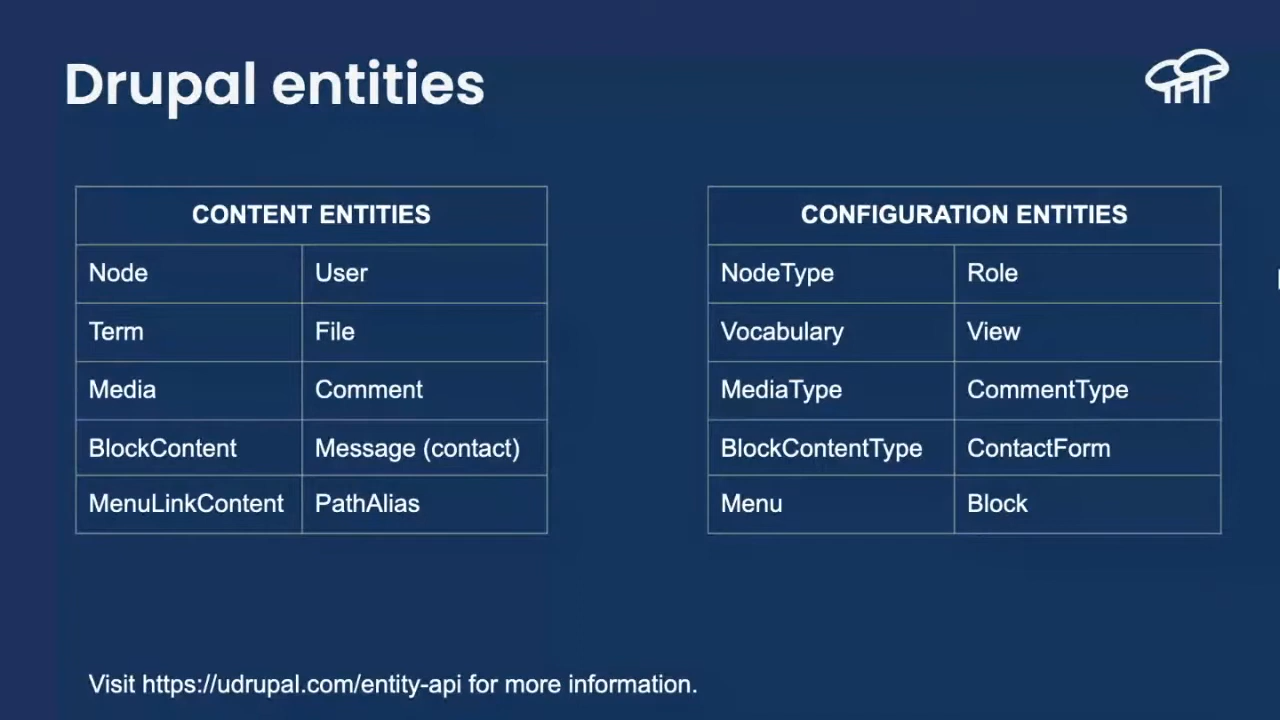 Drupal entities
CONTENT ENTITIES
Node User
Term File
Media Comment
BlockContent Message (contact)
MenuLinkContent PathAlias
CONFIGURATION ENTITIES
NodeType Role
Vocabulary View
MediaType CommentType
BlockContentType ContactForm
Menu Block
Visit https://udrupal.com/entity-api for more information.